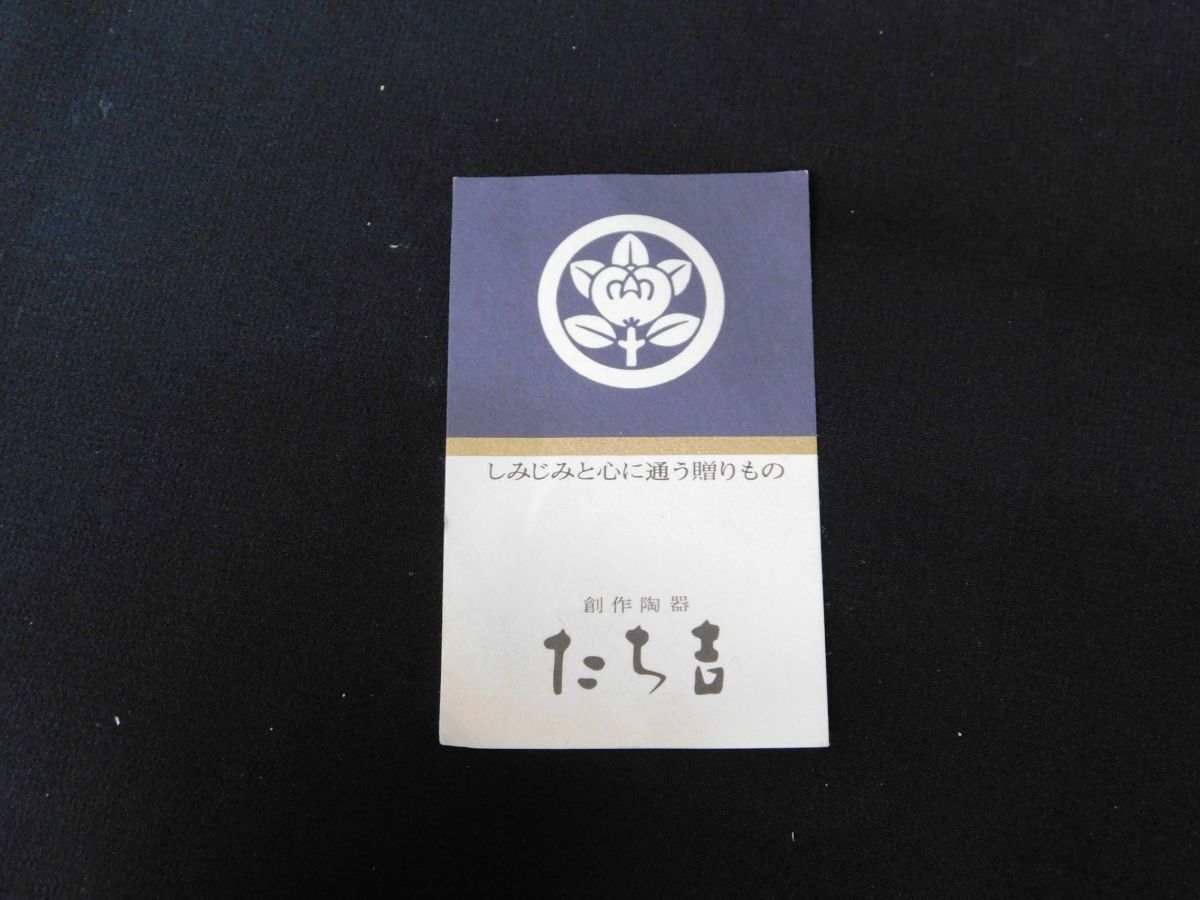 しみじみと心に通う贈りもの
創作陶器
たち吉